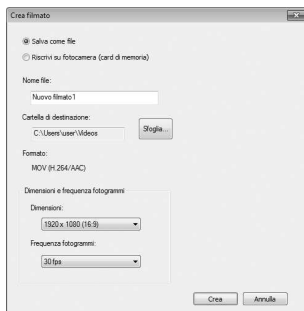 Crea filmato
Salva come file
Riscrivi su fotocamera (card di memoria)
Nome file:
Nuovo filmato1
Cartella di destinazione:
C:\Users\user\Videos
Sfoglia...
Formato:
MOV (H.264/AAC)
Dimensioni e frequenza fotogrammi
Dimensioni:
1920 x 1080 (16:9)
Frequenza fotogrammi:
30 fps
Crea
Annulla